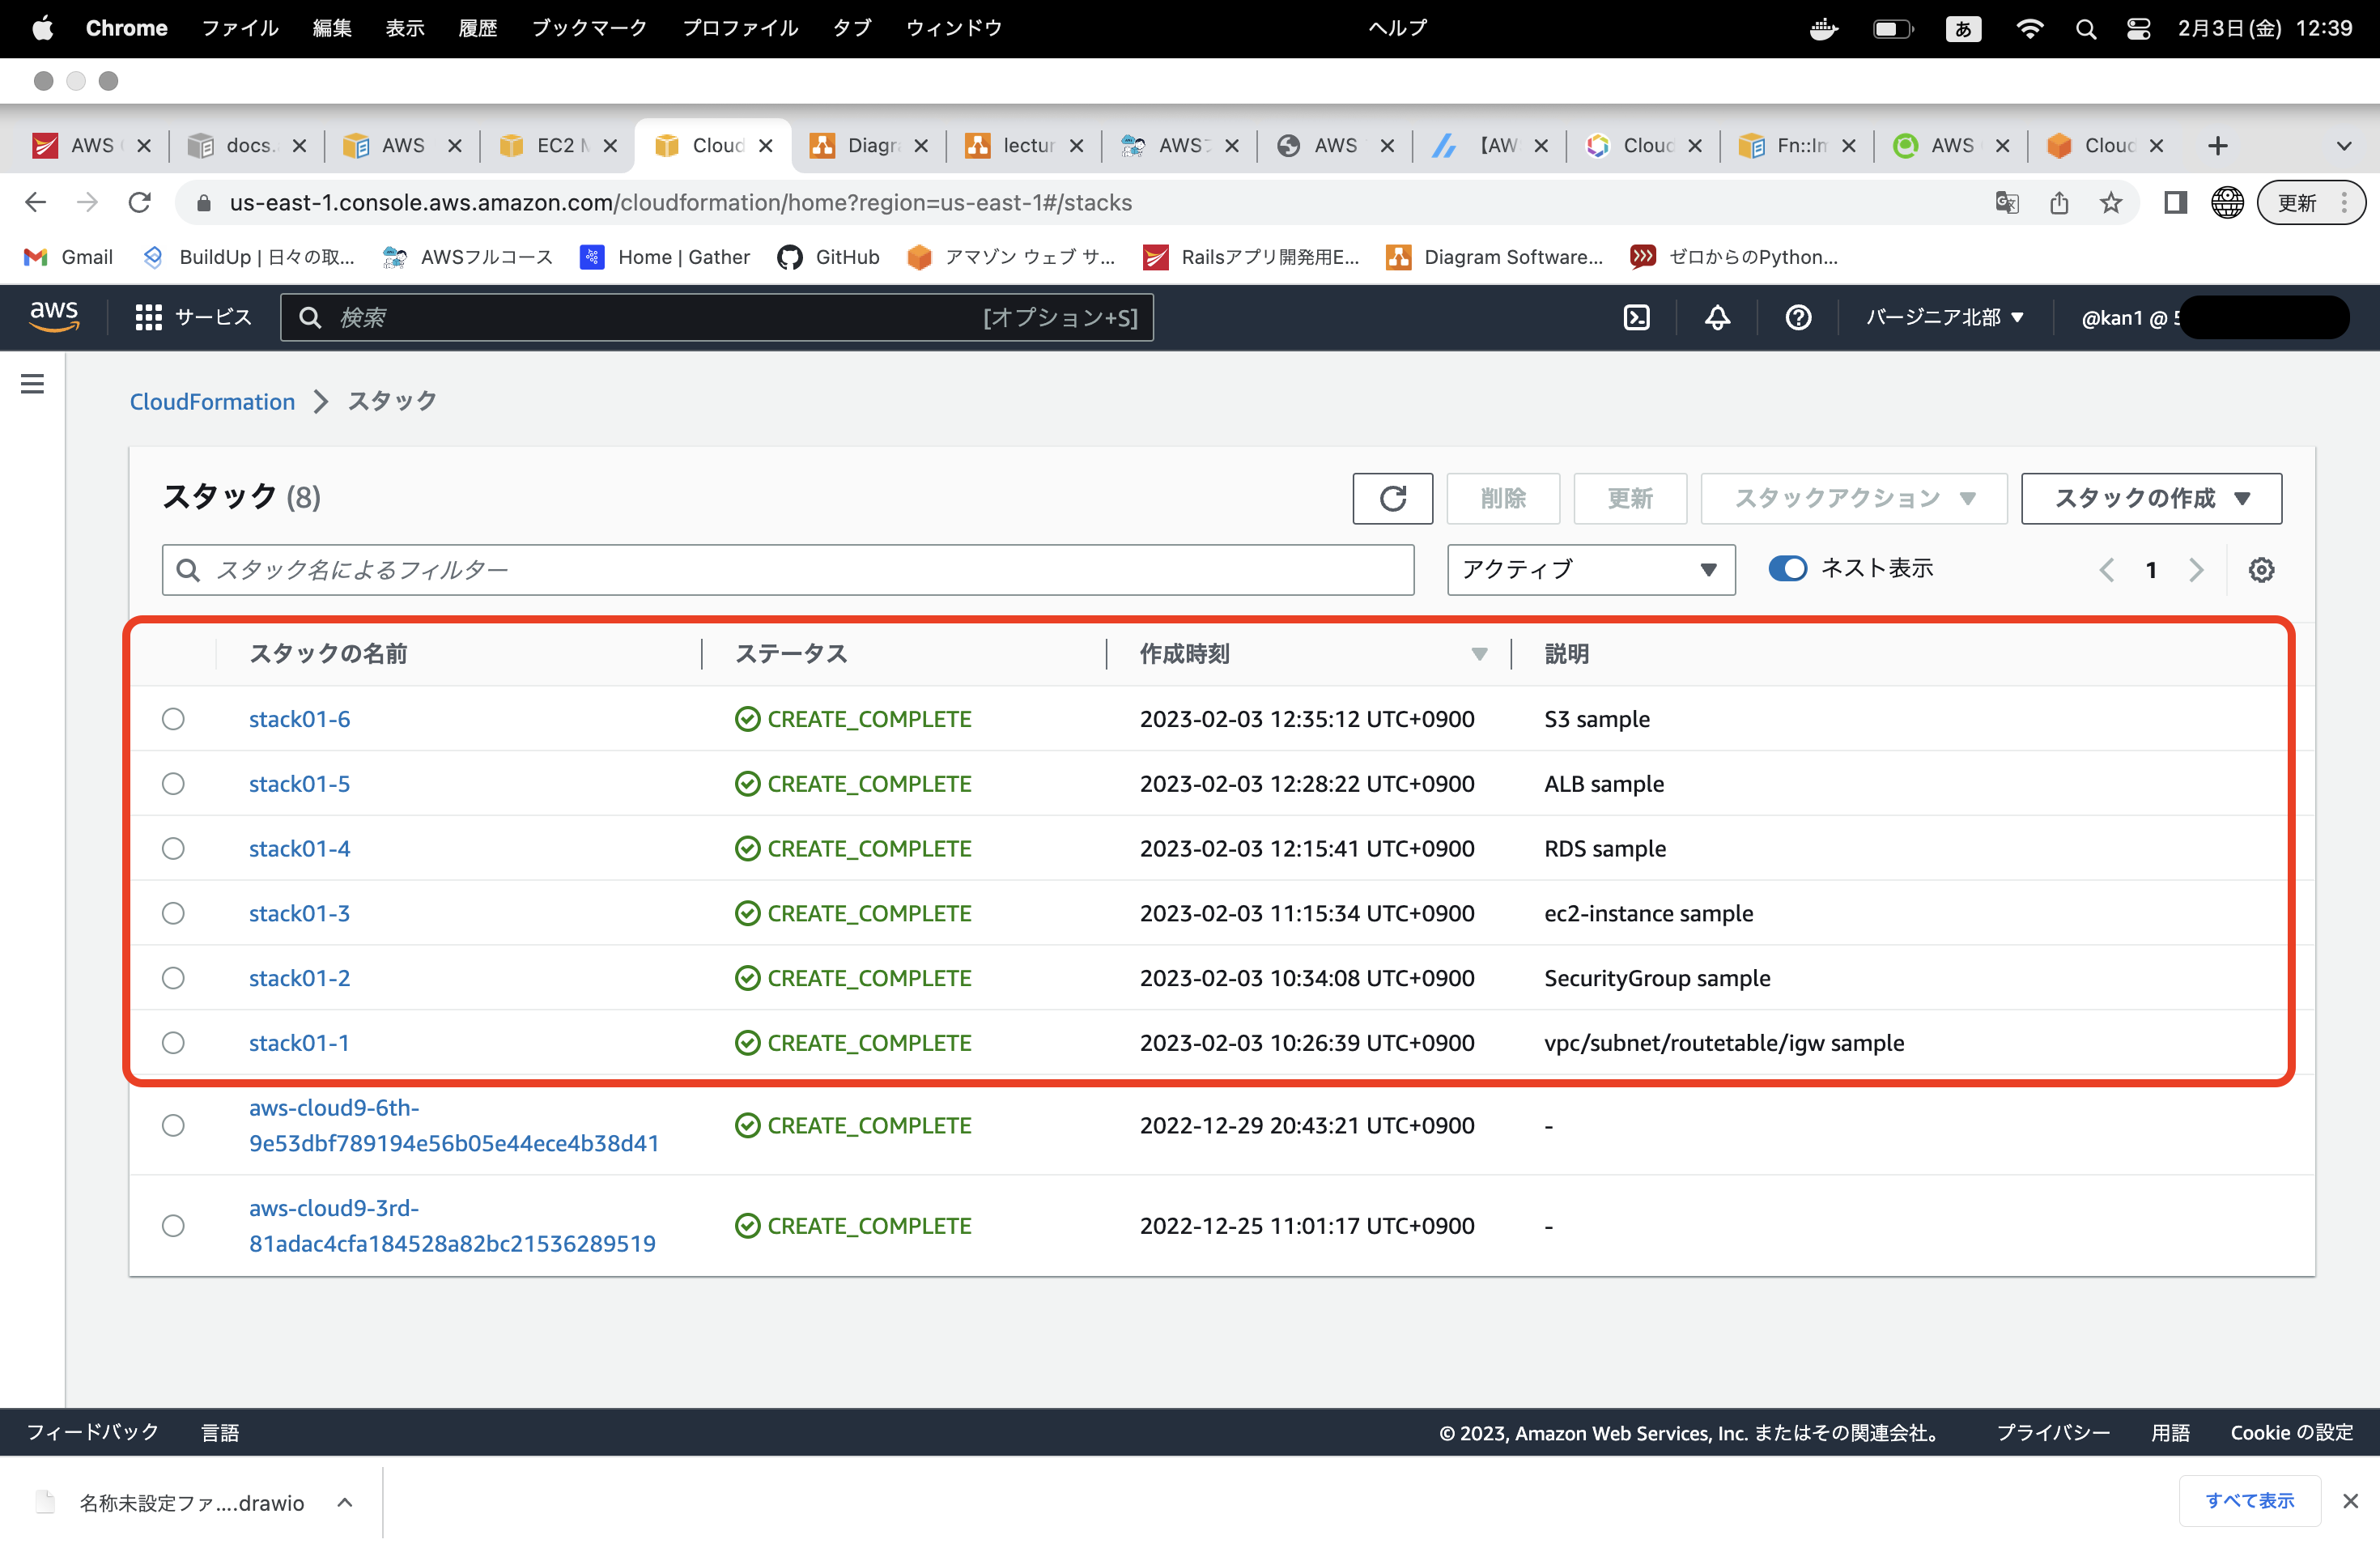 Chrome ファイル 編集 表示 履歴 ブックマーク プロファイル タブ ウィンドウ ヘルプ あ 2月3日(金) 12:39
AWS docs. AWS EC2 Cloud Diagr lectur AWS AWS 【AW Cloud Fn::Im AWS Cloud
us-east-1.console.aws.amazon.com/cloudformation/home?region=us-east-1#/stacks 更新
Gmail BuildUp | 日々の取... AWSフルコース Home | Gather GitHub アマゾン ウェブ サ... Railsアプリ開発用E... Diagram Software... ゼロからのPython...
aws サービス 検索 [オプション+S] バージニア北部 @kan1 @
CloudFormation スタック
スタック (8) 削除 更新 スタックアクション スタックの作成
スタック名によるフィルター アクティブ ネスト表示 1
スタックの名前 ステータス 作成時刻 説明
stack01-6 CREATE_COMPLETE 2023-02-03 12:35:12 UTC+0900 S3 sample
stack01-5 CREATE_COMPLETE 2023-02-03 12:28:22 UTC+0900 ALB sample
stack01-4 CREATE_COMPLETE 2023-02-03 12:15:41 UTC+0900 RDS sample
stack01-3 CREATE_COMPLETE 2023-02-03 11:15:34 UTC+0900 ec2-instance sample
stack01-2 CREATE_COMPLETE 2023-02-03 10:34:08 UTC+0900 SecurityGroup sample
stack01-1 CREATE_COMPLETE 2023-02-03 10:26:39 UTC+0900 vpc/subnet/routetable/igw sample
aws-cloud9-6th-
9e53dbf789194e56b05e44ece4b38d41 CREATE_COMPLETE 2022-12-29 20:43:21 UTC+0900 -
aws-cloud9-3rd-
81adac4cfa184528a82bc21536289519 CREATE_COMPLETE 2022-12-25 11:01:17 UTC+0900 -
フィードバック 言語 © 2023, Amazon Web Services, Inc. またはその関連会社。 プライバシー 用語 Cookie の設定
名称未設定ファ....drawio すべて表示